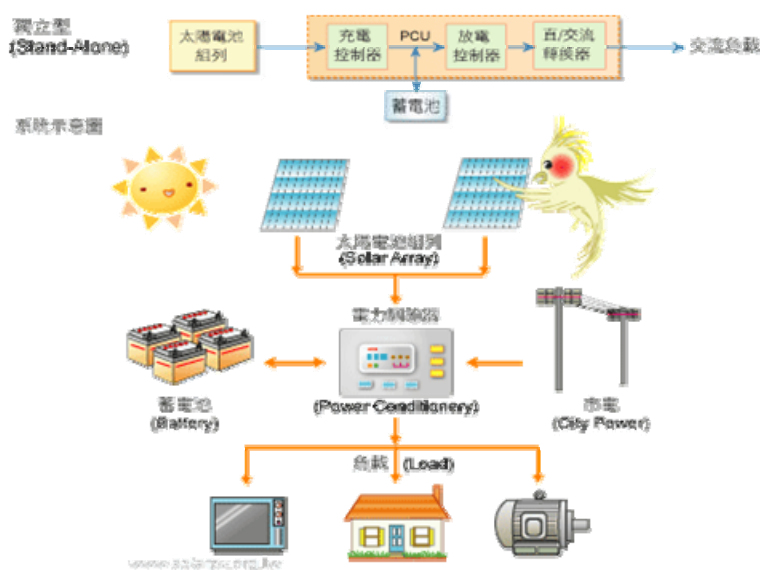 獨立型
(Stand-Alone)
太陽電池
組列
充電
控制器
PCU
放電
控制器
直/交流
轉換器
交流負載
蓄電池
系統示意圖
太陽電池組列
(Solar Array)
電力調節器
(Power Conditionery)
蓄電池
(Battery)
市電
(City Power)
負載 (Load)